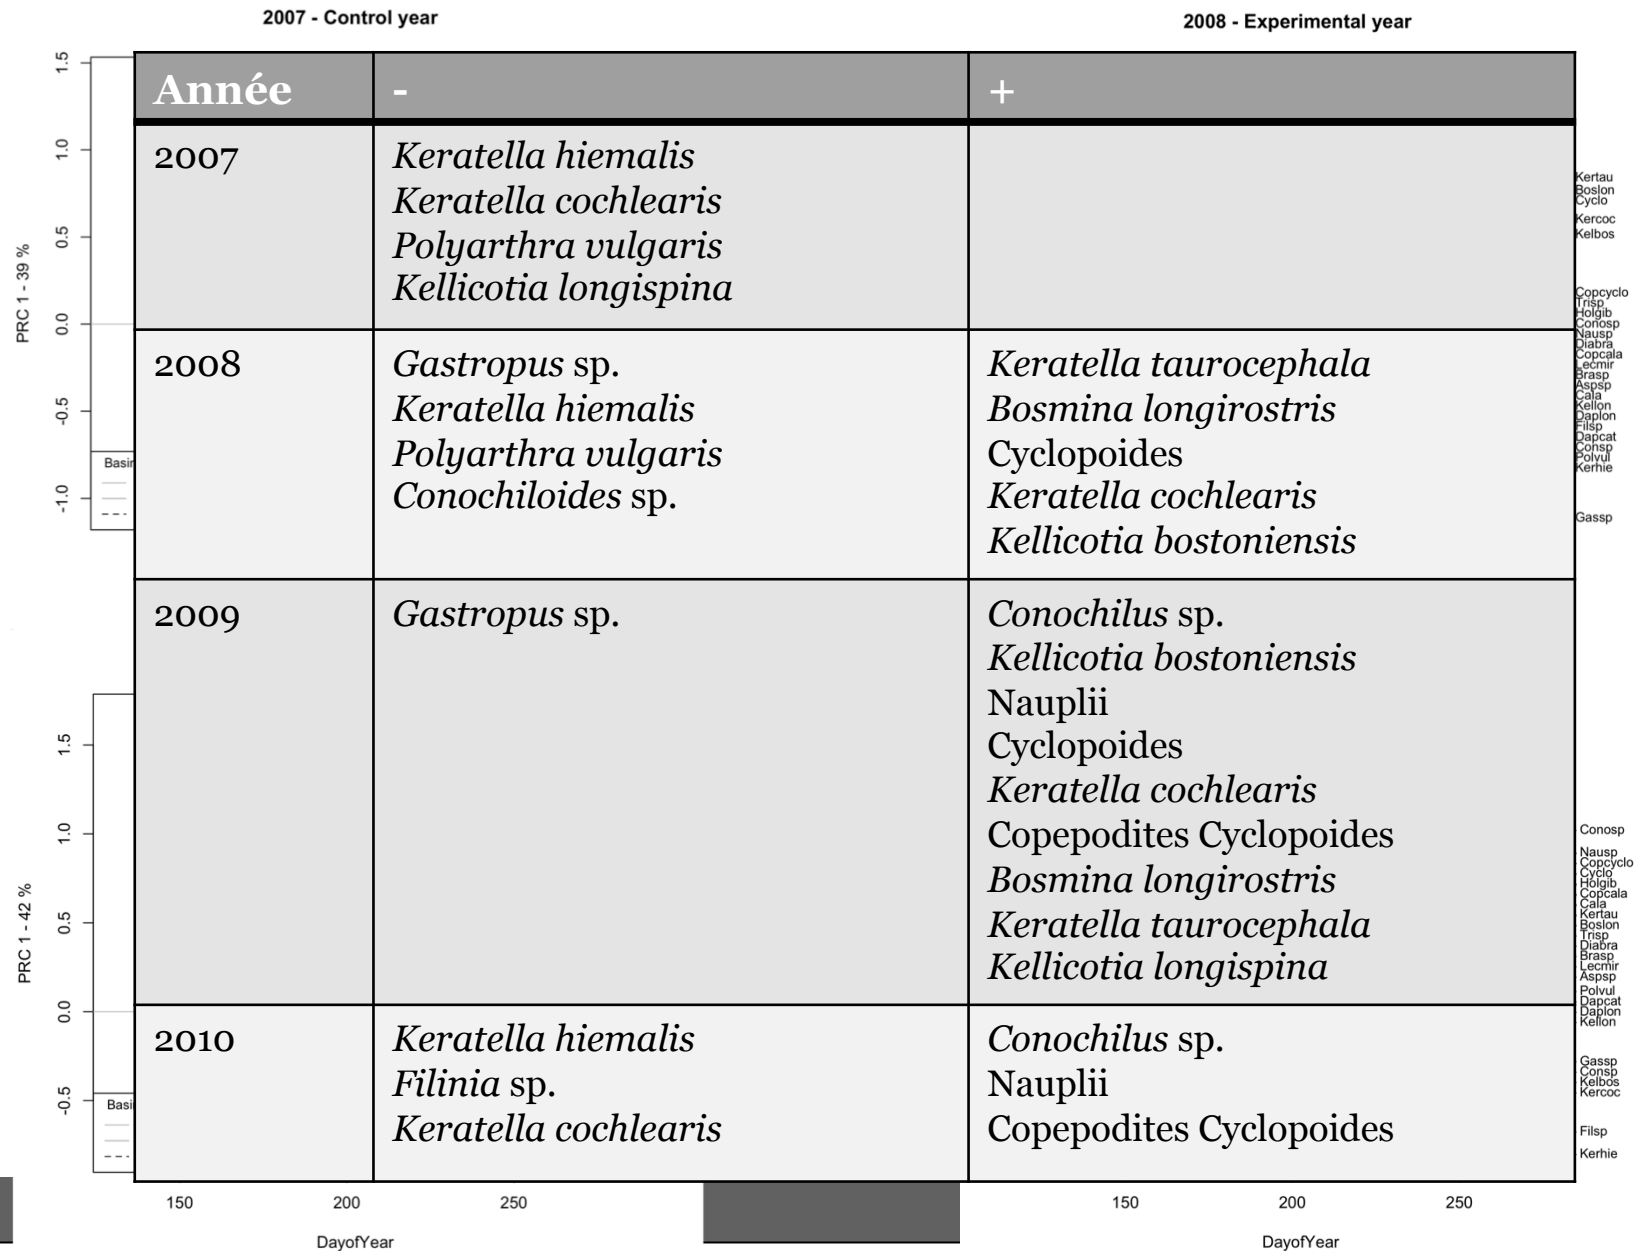 2007 - Control year
2008 - Experimental year
Année - +
2007
Keratella hiemalis
Keratella cochlearis
Polyarthra vulgaris
Kellicotia longispina
2008
Gastropus sp.
Keratella hiemalis
Polyarthra vulgaris
Conochiloides sp.
Keratella taurocephala
Bosmina longirostris
Cyclopoides
Keratella cochlearis
Kellicotia bostoniensis
2009
Gastropus sp.
Conochilus sp.
Kellicotia bostoniensis
Nauplii
Cyclopoides
Keratella cochlearis
Copepodites Cyclopoides
Bosmina longirostris
Keratella taurocephala
Kellicotia longispina
2010
Keratella hiemalis
Filinia sp.
Keratella cochlearis
Conochilus sp.
Nauplii
Copepodites Cyclopoides
PRC 1 - 39 %
1.5
1.0
0.5
0.0
-0.5
-1.0
Basin
Kertau
Boslon
Cyclo
Kercoc
Kelbos
Copcyclo
Trisp
Holgib
Conosp
Nausp
Diabra
Copcala
Lecmir
Brasp
Aspsp
Cala
Kellon
Daplon
Filsp
Dapcat
Consp
Polvul
Kerhie
Gassp
PRC 1 - 42 %
1.5
1.0
0.5
0.0
-0.5
Basi
Conosp
Nausp
Copcyclo
Cyclo
Holgib
Copcala
Cala
Kertau
Boslon
Trisp
Diabra
Brasp
Lecmir
Aspsp
Polvul
Dapcat
Daplon
Kellon
Gassp
Consp
Kelbos
Kercoc
Filsp
Kerhie
150 200 250
DayofYear
150 200 250
DayofYear